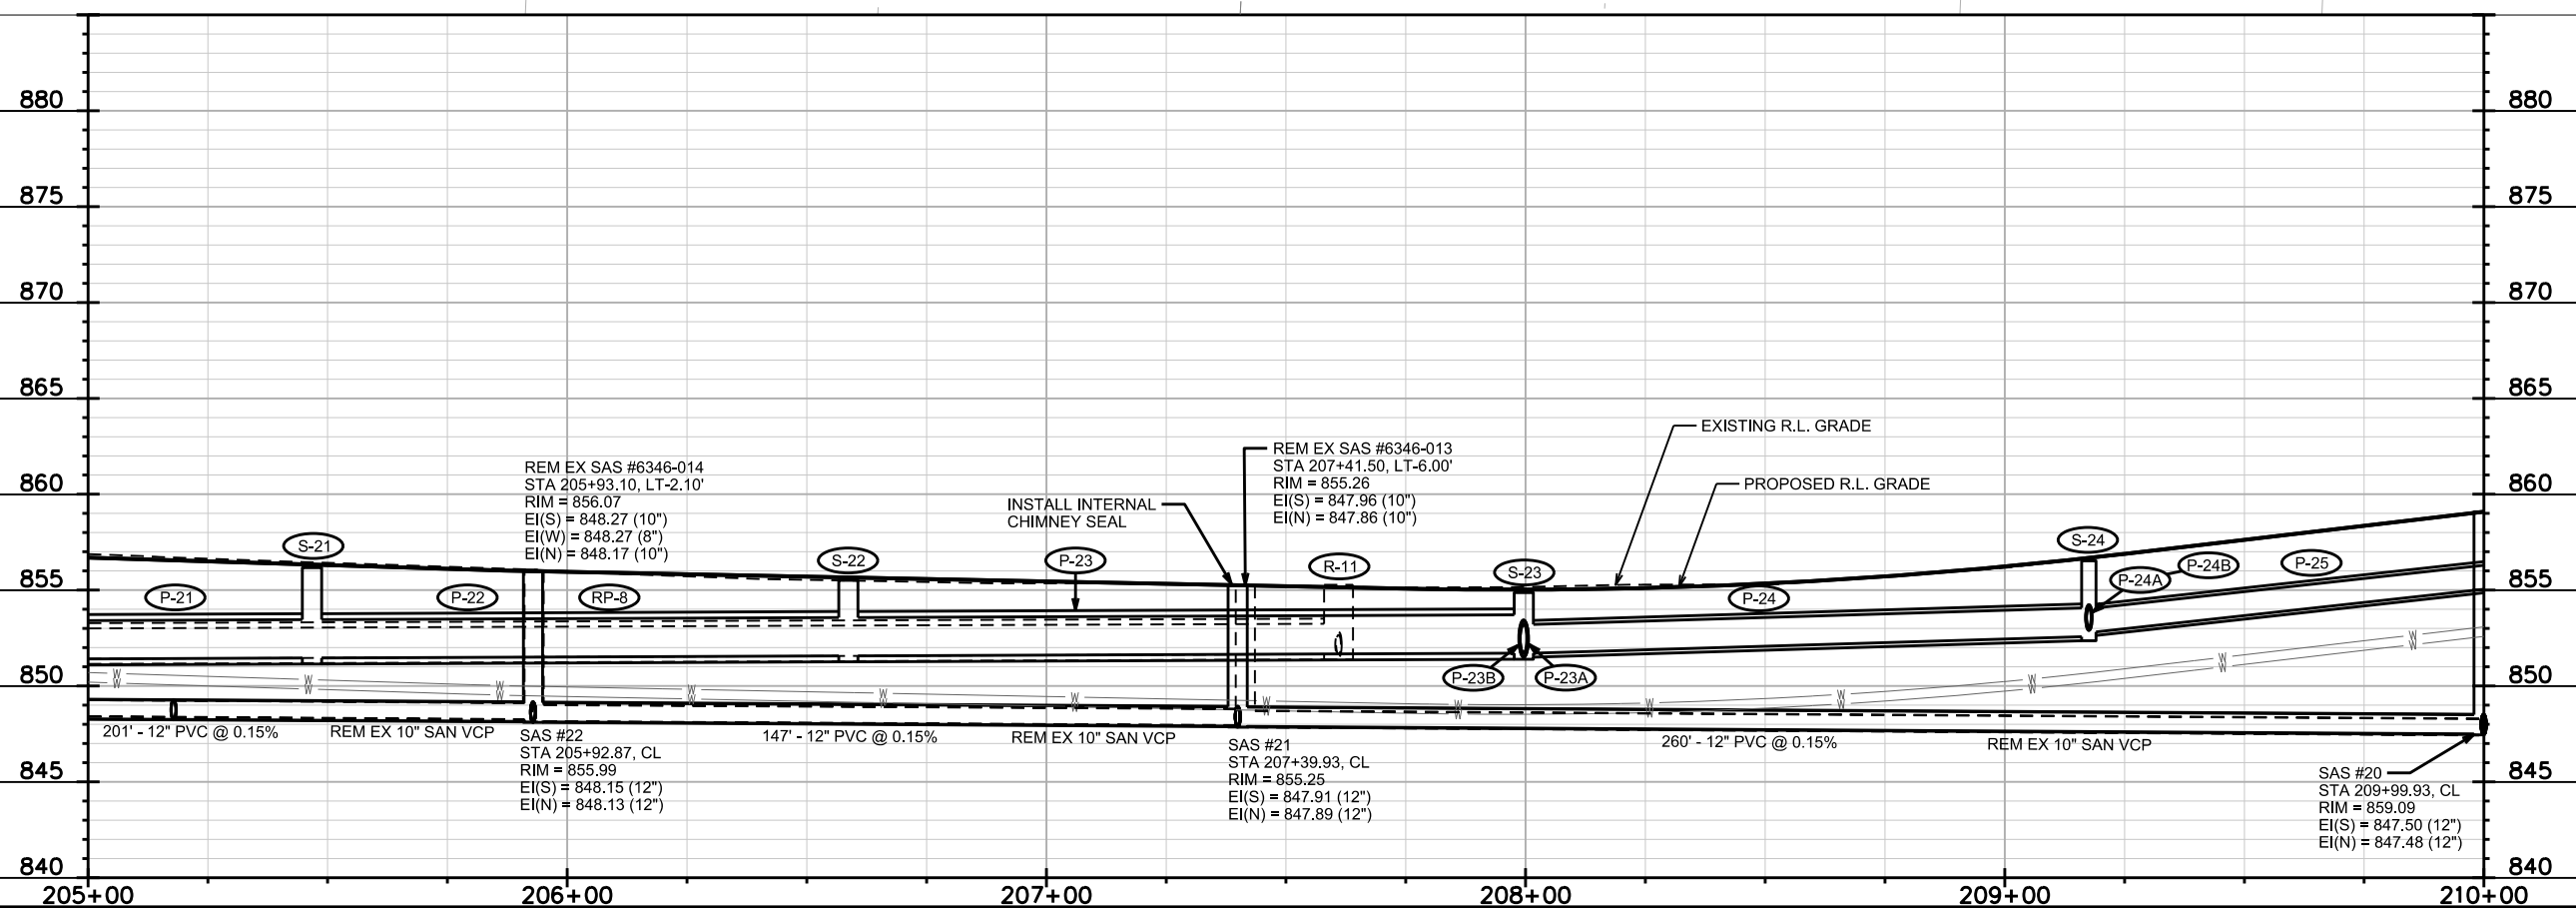 880
880
875
875
870
870
865
865
860
860
855
855
850
850
845
845
840
840
EXISTING R.L. GRADE
PROPOSED R.L. GRADE
REM EX SAS #6346-014
STA 205+93.10, LT-2.10'
RIM = 856.07
EI(S) = 848.27 (10")
EI(W) = 848.27 (8")
EI(N) = 848.17 (10")
INSTALL INTERNAL
CHIMNEY SEAL
REM EX SAS #6346-013
STA 207+41.50, LT-6.00'
RIM = 855.26
EI(S) = 847.96 (10")
EI(N) = 847.86 (10")
S-21
S-22
P-23
R-11
S-23
S-24
P-21
P-22
RP-8
P-24
P-24A
P-24B
P-25
P-23B
P-23A
W W W W W W W W W W W W W
W W W W W W W W W W W W W
201' - 12" PVC @ 0.15%
REM EX 10" SAN VCP
147' - 12" PVC @ 0.15%
REM EX 10" SAN VCP
260' - 12" PVC @ 0.15%
REM EX 10" SAN VCP
SAS #22
STA 205+92.87, CL
RIM = 855.99
EI(S) = 848.15 (12")
EI(N) = 848.13 (12")
SAS #21
STA 207+39.93, CL
RIM = 855.25
EI(S) = 847.91 (12")
EI(N) = 847.89 (12")
SAS #20
STA 209+99.93, CL
RIM = 859.09
EI(S) = 847.50 (12")
EI(N) = 847.48 (12")
205+00
206+00
207+00
208+00
209+00
210+00